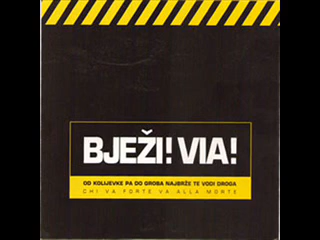 BJEŽI! VIA!
OD KOLIJEVKE PA DO GROBA NAJBRŽE TE VODI DROGA
CHI VA FORTE VA ALLA MORTE